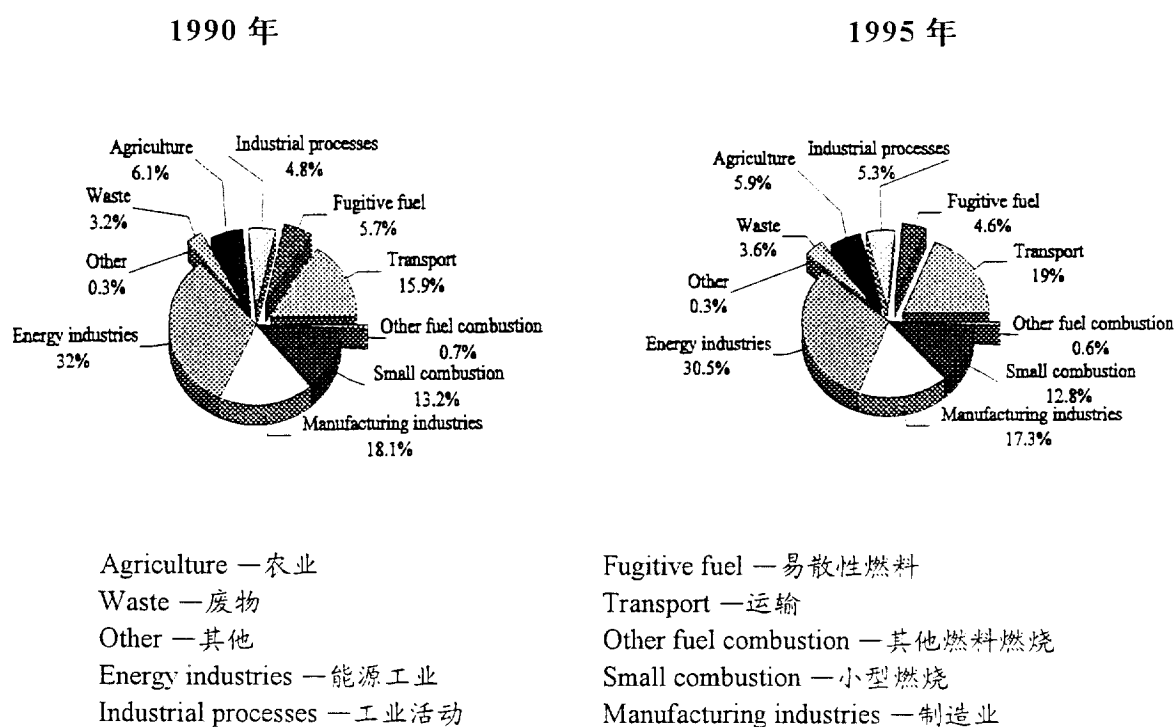 1990 年
1995 年
Agriculture
6.1%
Industrial processes
4.8%
Waste
3.2%
Fugitive fuel
5.7%
Other
0.3%
Transport
15.9%
Energy industries
32%
Other fuel combustion
0.7%
Small combustion
13.2%
Manufacturing industries
18.1%
Agriculture
5.9%
Industrial processes
5.3%
Waste
3.6%
Fugitive fuel
4.6%
Other
0.3%
Transport
19%
Energy industries
30.5%
Other fuel combustion
0.6%
Small combustion
12.8%
Manufacturing industries
17.3%
Agriculture —农业
Waste —废物
Other —其他
Energy industries —能源工业
Industrial processes —工业活动
Fugitive fuel —易散性燃料
Transport —运输
Other fuel combustion —其他燃料燃烧
Small combustion —小型燃烧
Manufacturing industries —制造业